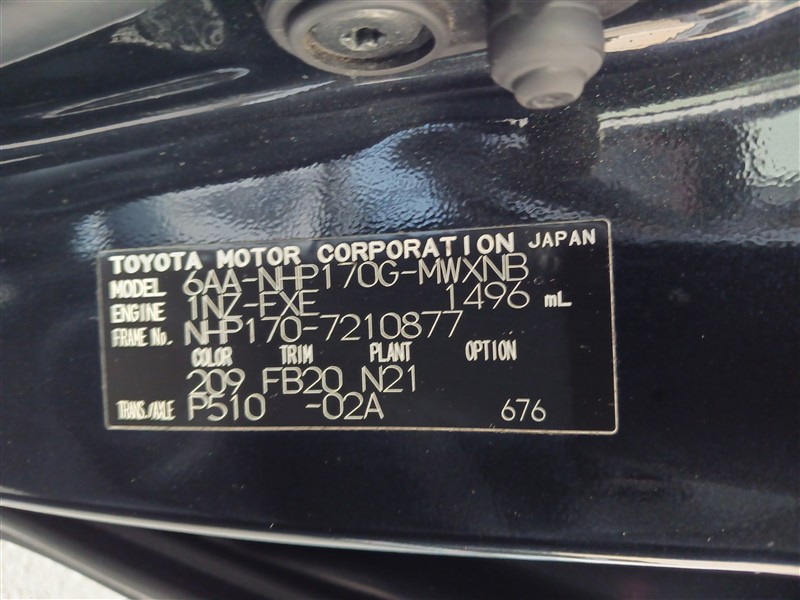 TOYOTA MOTOR CORPORATION JAPAN
MODEL 6AA-NHP170G-MWXNB
ENGINE 1NZ-FXE 1496 mL
FRAME No. NHP170-7210877
COLOR TRIM PLANT OPTION
209 FB20 N21
TRANS./AXLE P510 -02A 676